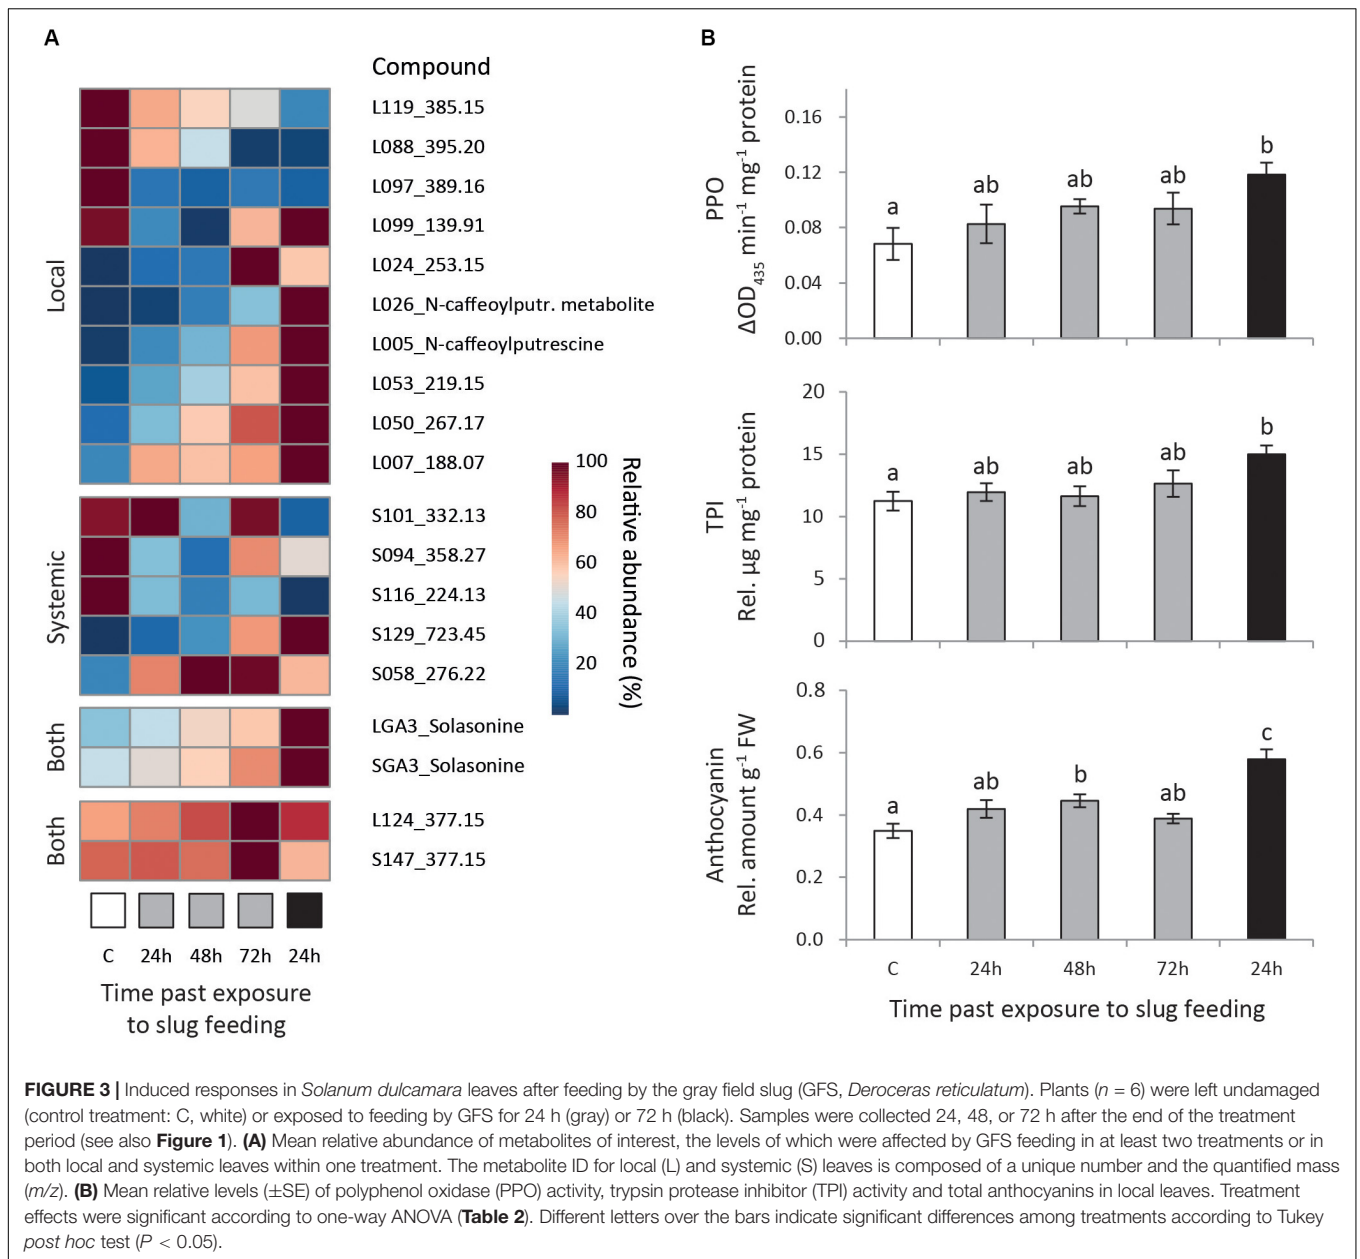 A
Compound
Local
L119_385.15
L088_395.20
L097_389.16
L099_139.91
L024_253.15
L026_N-caffeoylputr. metabolite
L005_N-caffeoylputrescine
L053_219.15
L050_267.17
L007_188.07
Systemic
S101_332.13
S094_358.27
S116_224.13
S129_723.45
S058_276.22
Both
LGA3_Solasonine
SGA3_Solasonine
Both
L124_377.15
S147_377.15
100
80
60
40
20
Relative abundance (%)
C 24h 48h 72h 24h
Time past exposure
to slug feeding
B
PPO
ΔOD435 min-1 mg-1 protein
0.16
0.12
0.08
0.04
0.00
a ab ab ab b
TPI
Rel. µg mg-1 protein
20
15
10
5
0
a ab ab ab b
Anthocyanin
Rel. amount g-1 FW
0.8
0.6
0.4
0.2
0.0
a ab b ab c
C 24h 48h 72h 24h
Time past exposure to slug feeding
FIGURE 3 | Induced responses in Solanum dulcamara leaves after feeding by the gray field slug (GFS, Deroceras reticulatum). Plants (n = 6) were left undamaged
(control treatment: C, white) or exposed to feeding by GFS for 24 h (gray) or 72 h (black). Samples were collected 24, 48, or 72 h after the end of the treatment
period (see also Figure 1). (A) Mean relative abundance of metabolites of interest, the levels of which were affected by GFS feeding in at least two treatments or in
both local and systemic leaves within one treatment. The metabolite ID for local (L) and systemic (S) leaves is composed of a unique number and the quantified mass
(m/z). (B) Mean relative levels (±SE) of polyphenol oxidase (PPO) activity, trypsin protease inhibitor (TPI) activity and total anthocyanins in local leaves. Treatment
effects were significant according to one-way ANOVA (Table 2). Different letters over the bars indicate significant differences among treatments according to Tukey
post hoc test (P < 0.05).